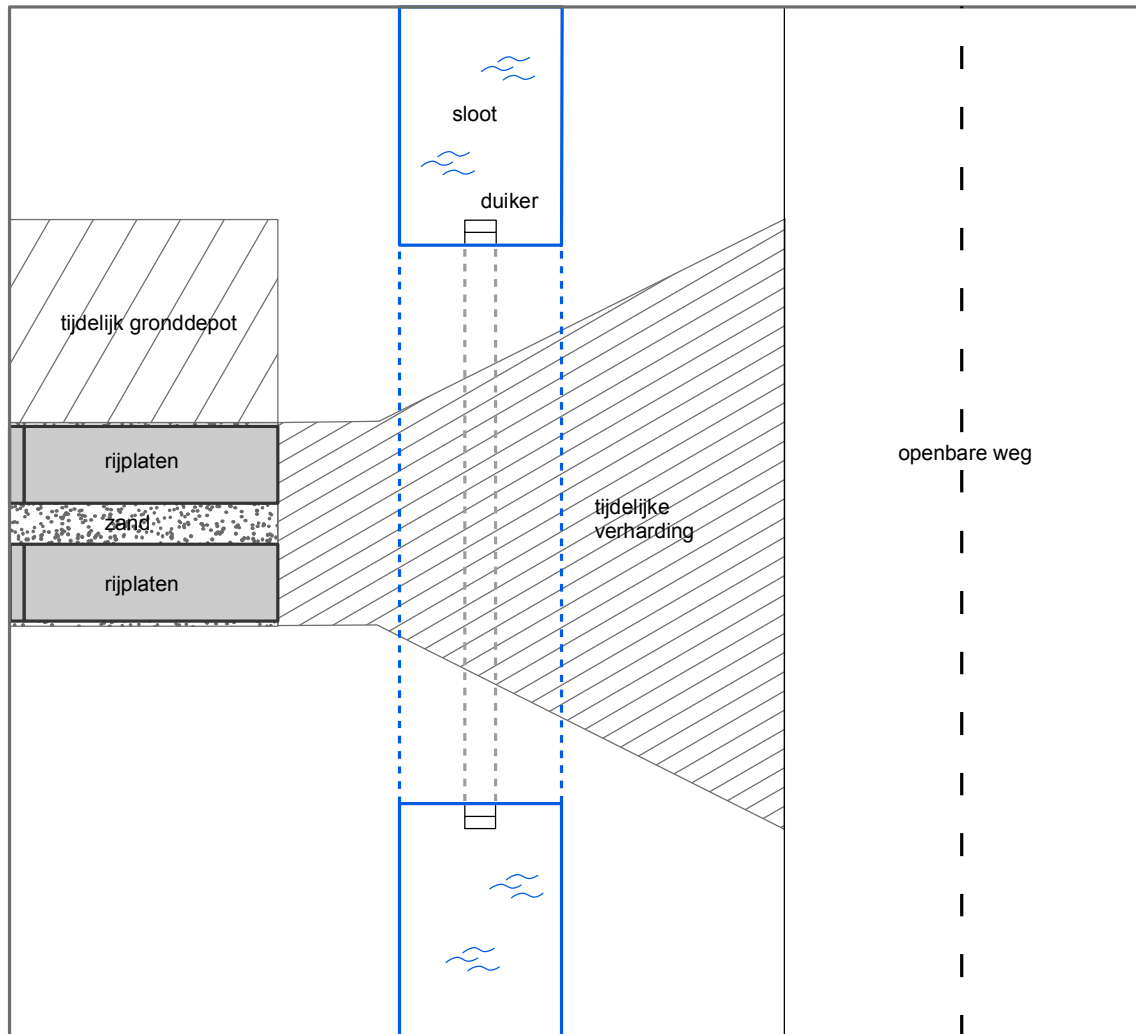 sloot
duiker
tijdelijk gronddepot
rijplaten
openbare weg
tijdelijke
verharding
zand
rijplaten